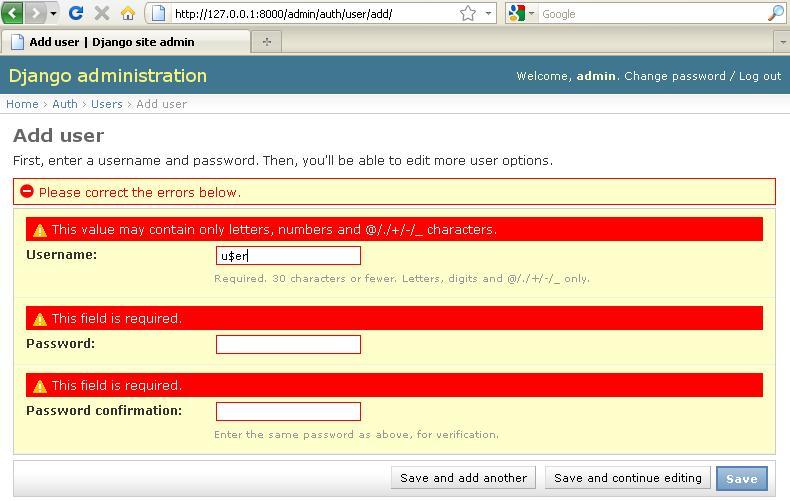 http://127.0.0.1:8000/admin/auth/user/add/
Google
Add user | Django site admin
Django administration
Welcome, admin. Change password / Log out
Home › Auth › Users › Add user
Add user
First, enter a username and password. Then, you'll be able to edit more user options.
Please correct the errors below.
This value may contain only letters, numbers and @/./+/-/_ characters.
Username: u$er
Required. 30 characters or fewer. Letters, digits and @/./+/-/_ only.
This field is required.
Password:
This field is required.
Password confirmation:
Enter the same password as above, for verification.
Save and add another Save and continue editing Save